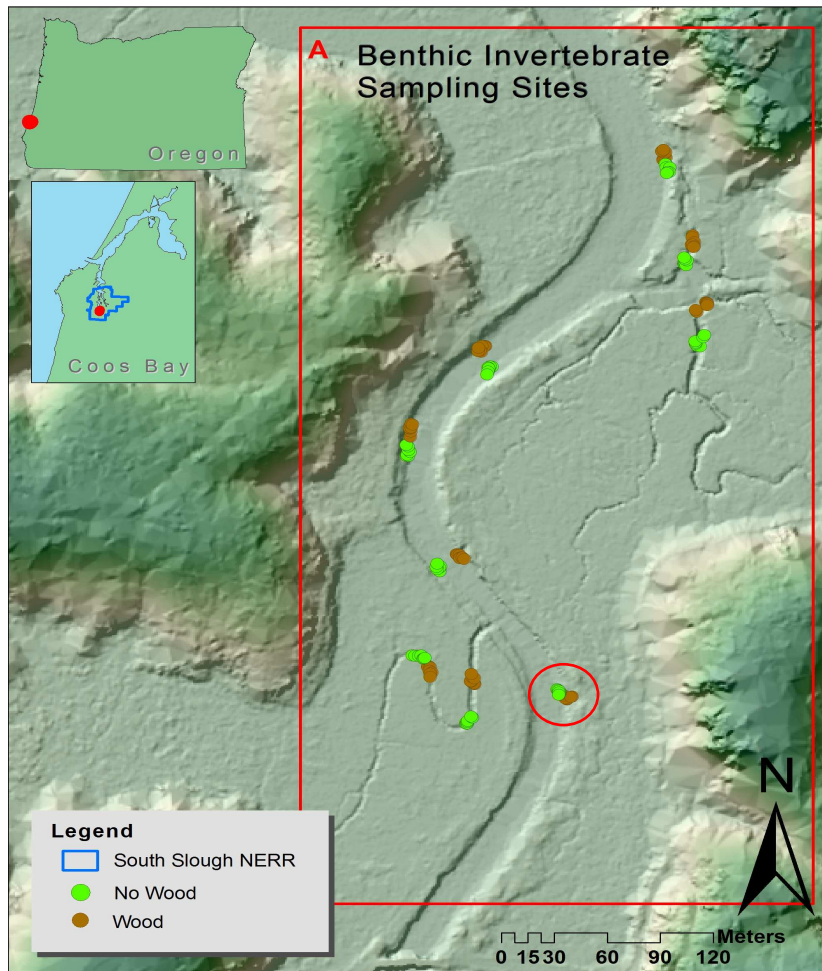 A
Benthic Invertebrate
Sampling Sites
Oregon
Coos Bay
N
Legend
South Slough NERR
No Wood
Wood
Meters
0 15 30 60 90 120